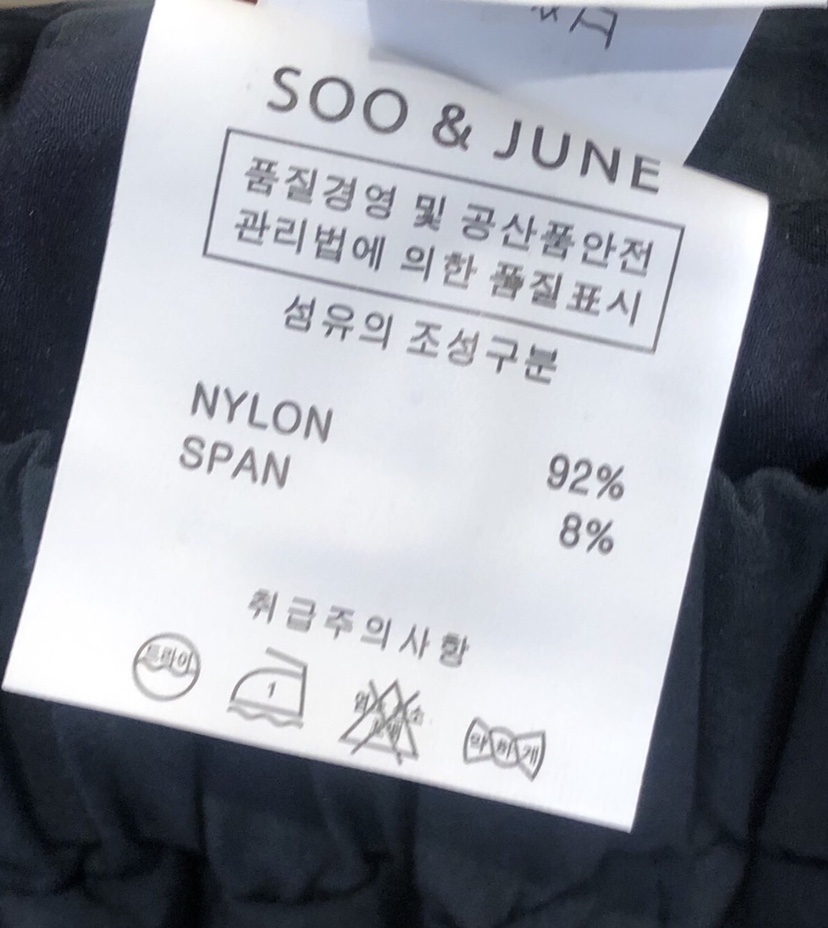 SOO & JUNE
품질경영 및 공산품안전
관리법에 의한 품질표시
섬유의 조성구분
NYLON 92%
SPAN 8%
취급주의사항
드라이
1
약하게